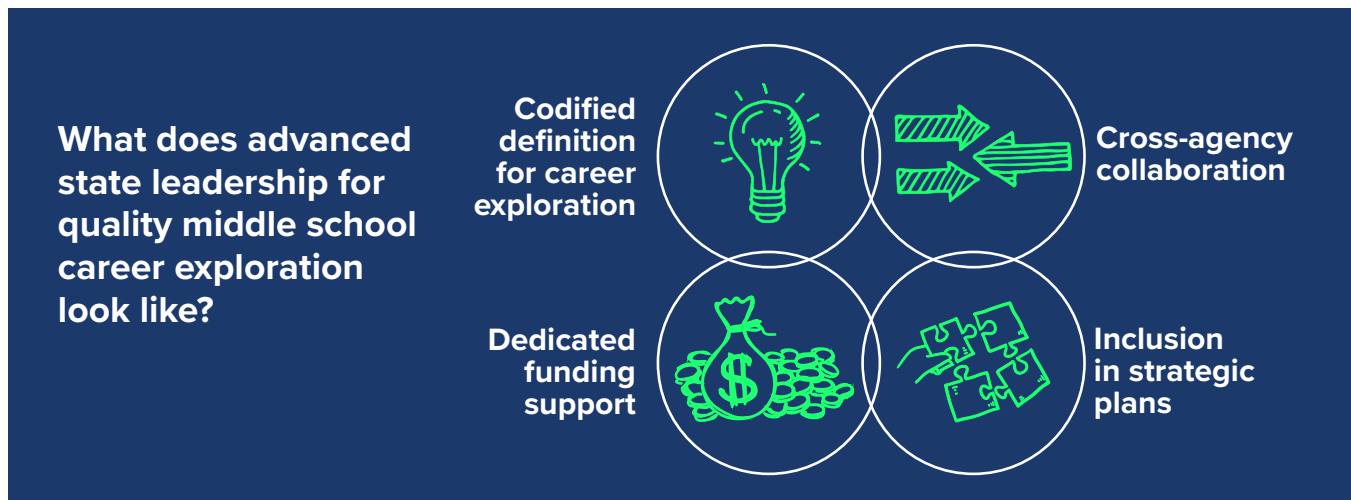 What does advanced
state leadership for
quality middle school
career exploration
look like?
Codified
definition
for career
exploration
Cross-agency
collaboration
Dedicated
funding
support
$
Inclusion
in strategic
plans